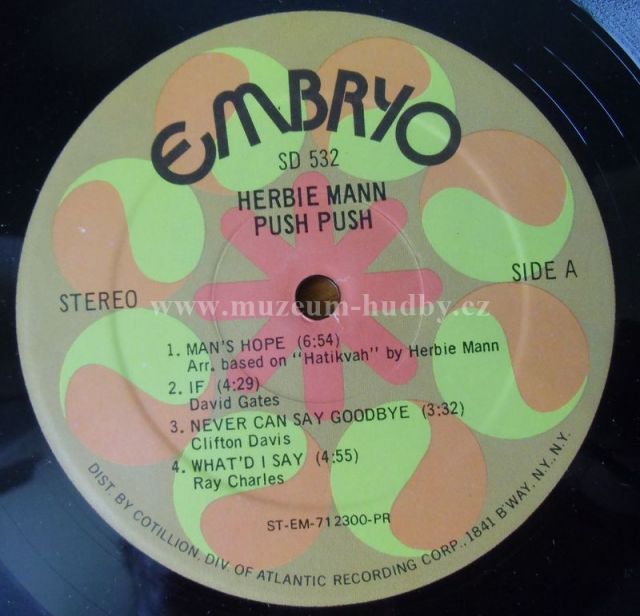 EMBRYO
SD 532
HERBIE MANN
PUSH PUSH
STEREO
SIDE A
www.muzeum-hudby.cz
1. MAN'S HOPE (6:54)
Arr. based on "Hatikvah" by Herbie Mann
2. IF (4:29)
David Gates
3. NEVER CAN SAY GOODBYE (3:32)
Clifton Davis
4. WHAT'D I SAY (4:55)
Ray Charles
ST-EM-712300-PR
DIST. BY COTILLION, DIV. OF ATLANTIC RECORDING CORP., 1841 B'WAY, N.Y. N.Y.